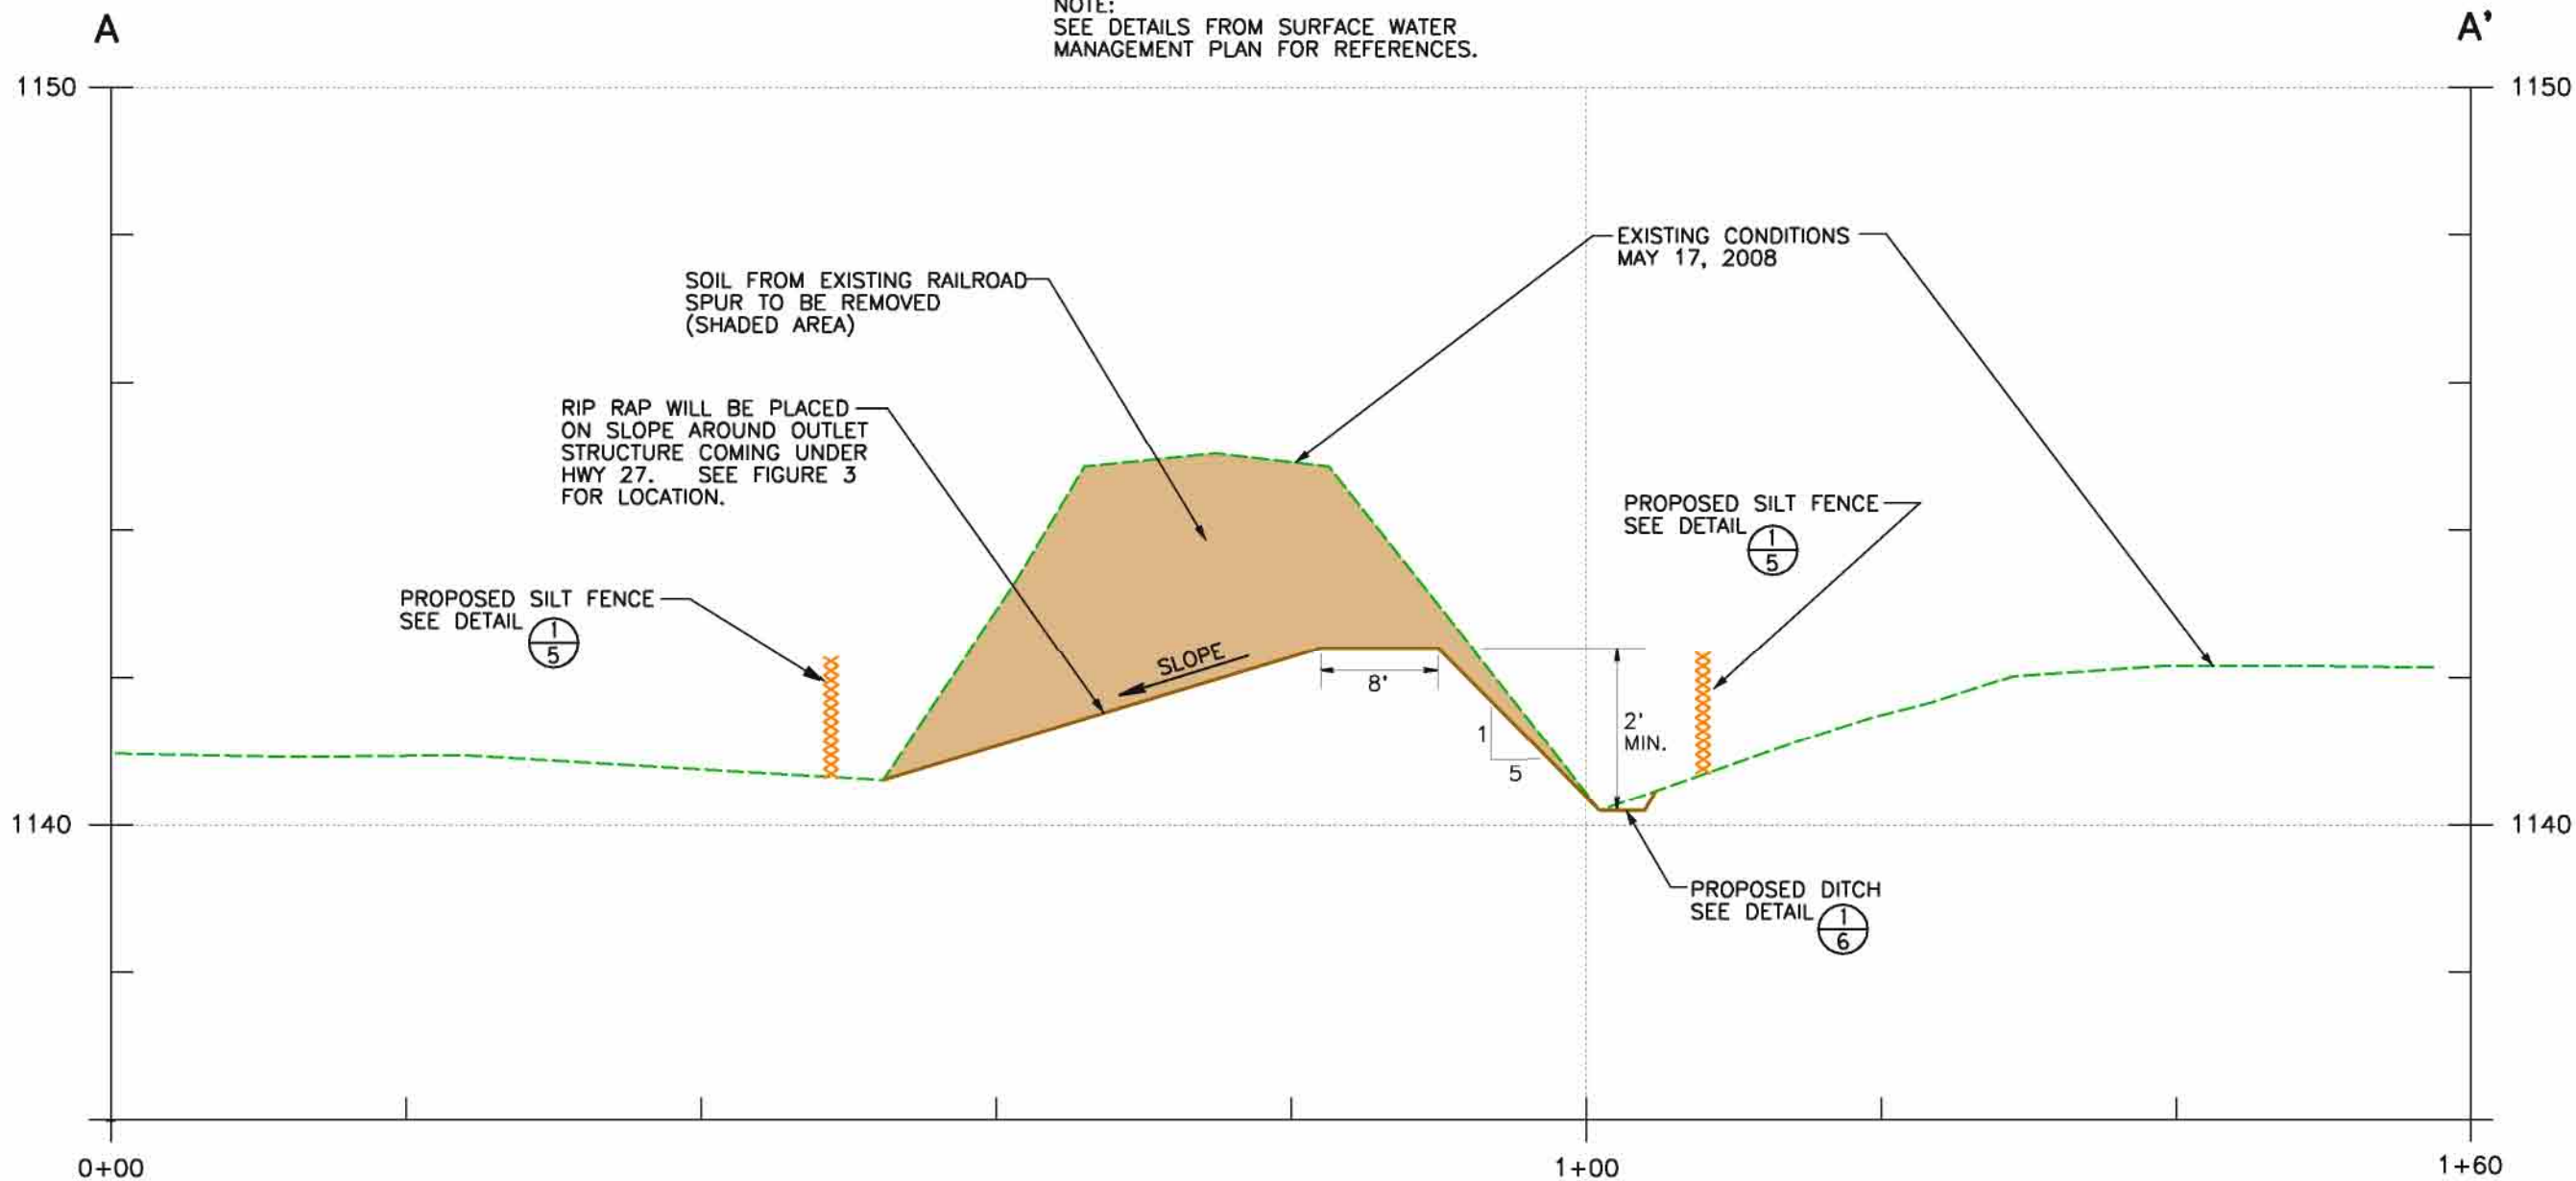 NOTE:
SEE DETAILS FROM SURFACE WATER
MANAGEMENT PLAN FOR REFERENCES.
A
A'
1150
1150
EXISTING CONDITIONS
MAY 17, 2008
SOIL FROM EXISTING RAILROAD
SPUR TO BE REMOVED
(SHADED AREA)
RIP RAP WILL BE PLACED
ON SLOPE AROUND OUTLET
STRUCTURE COMING UNDER
HWY 27. SEE FIGURE 3
FOR LOCATION.
PROPOSED SILT FENCE
SEE DETAIL
1
5
PROPOSED SILT FENCE
SEE DETAIL
1
5
SLOPE
8'
1
5
2'
MIN.
1140
1140
PROPOSED DITCH
SEE DETAIL
1
6
0+00
1+00
1+60